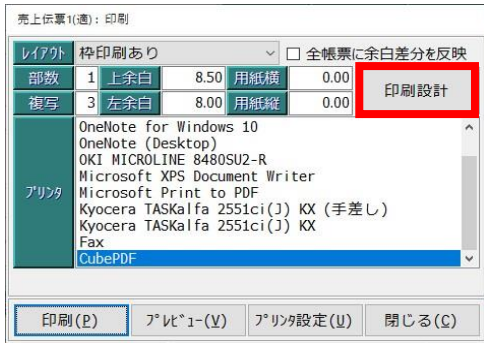 売上伝票1(適): 印刷
ﾚｲｱｳﾄ 枠印刷あり 全帳票に余白差分を反映
部数 1 上余白 8.50 用紙横 0.00 印刷設計
複写 3 左余白 8.00 用紙縦 0.00
ﾌﾟﾘﾝﾀ
OneNote for Windows 10
OneNote (Desktop)
OKI MICROLINE 8480SU2-R
Microsoft XPS Document Writer
Microsoft Print to PDF
Kyocera TASKalfa 2551ci(J) KX (手差し)
Kyocera TASKalfa 2551ci(J) KX
Fax
CubePDF
印刷(P) ﾌﾟﾚﾋﾞｭｰ(V) ﾌﾟﾘﾝﾀ設定(U) 閉じる(C)